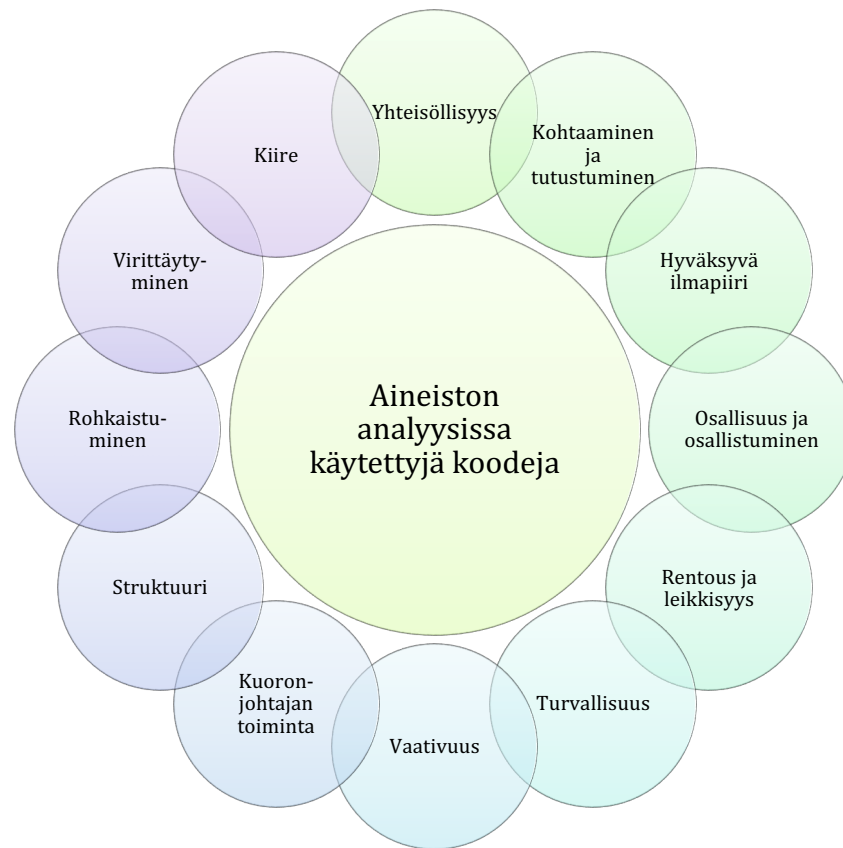 Yhteisöllisyys
Kohtaaminen
ja
tutustuminen
Hyväksyvä
ilmapiiri
Osallisuus ja
osallistuminen
Rentous ja
leikkisyys
Turvallisuus
Vaativuus
Kuoron-
johtajan
toiminta
Struktuuri
Rohkaistu-
minen
Virittäyty-
minen
Kiire
Aineiston
analyysissa
käytettyjä koodeja